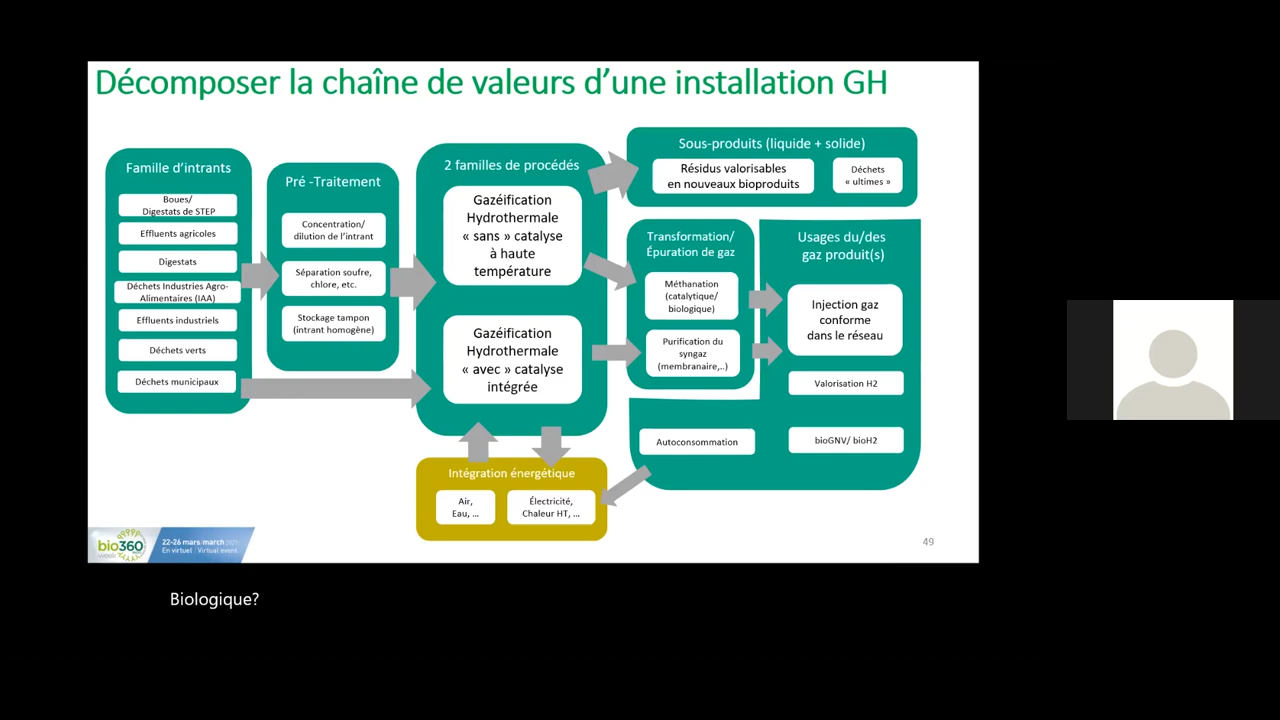 Décomposer la chaîne de valeurs d’une installation GH
Famille d’intrants
Boues/
Digestats de STEP
Effluents agricoles
Digestats
Déchets Industries Agro-
Alimentaires (IAA)
Effluents industriels
Déchets verts
Déchets municipaux
Pré -Traitement
Concentration/
dilution de l’intrant
Séparation soufre,
chlore, etc.
Stockage tampon
(intrant homogène)
2 familles de procédés
Gazéification
Hydrothermale
« sans » catalyse
à haute
température
Gazéification
Hydrothermale
« avec » catalyse
intégrée
Intégration énergétique
Air,
Eau, ...
Électricité,
Chaleur HT, ...
Sous-produits (liquide + solide)
Résidus valorisables
en nouveaux bioproduits
Déchets
« ultimes »
Transformation/
Épuration de gaz
Méthanation
(catalytique/
biologique)
Purification du
syngaz
(membranaire,..)
Usages du/des
gaz produit(s)
Injection gaz
conforme
dans le réseau
Valorisation H2
Autoconsommation
bioGNV/ bioH2
bio360
week
22-26 mars/march 2021
En virtuel / Virtual event
49
Biologique?